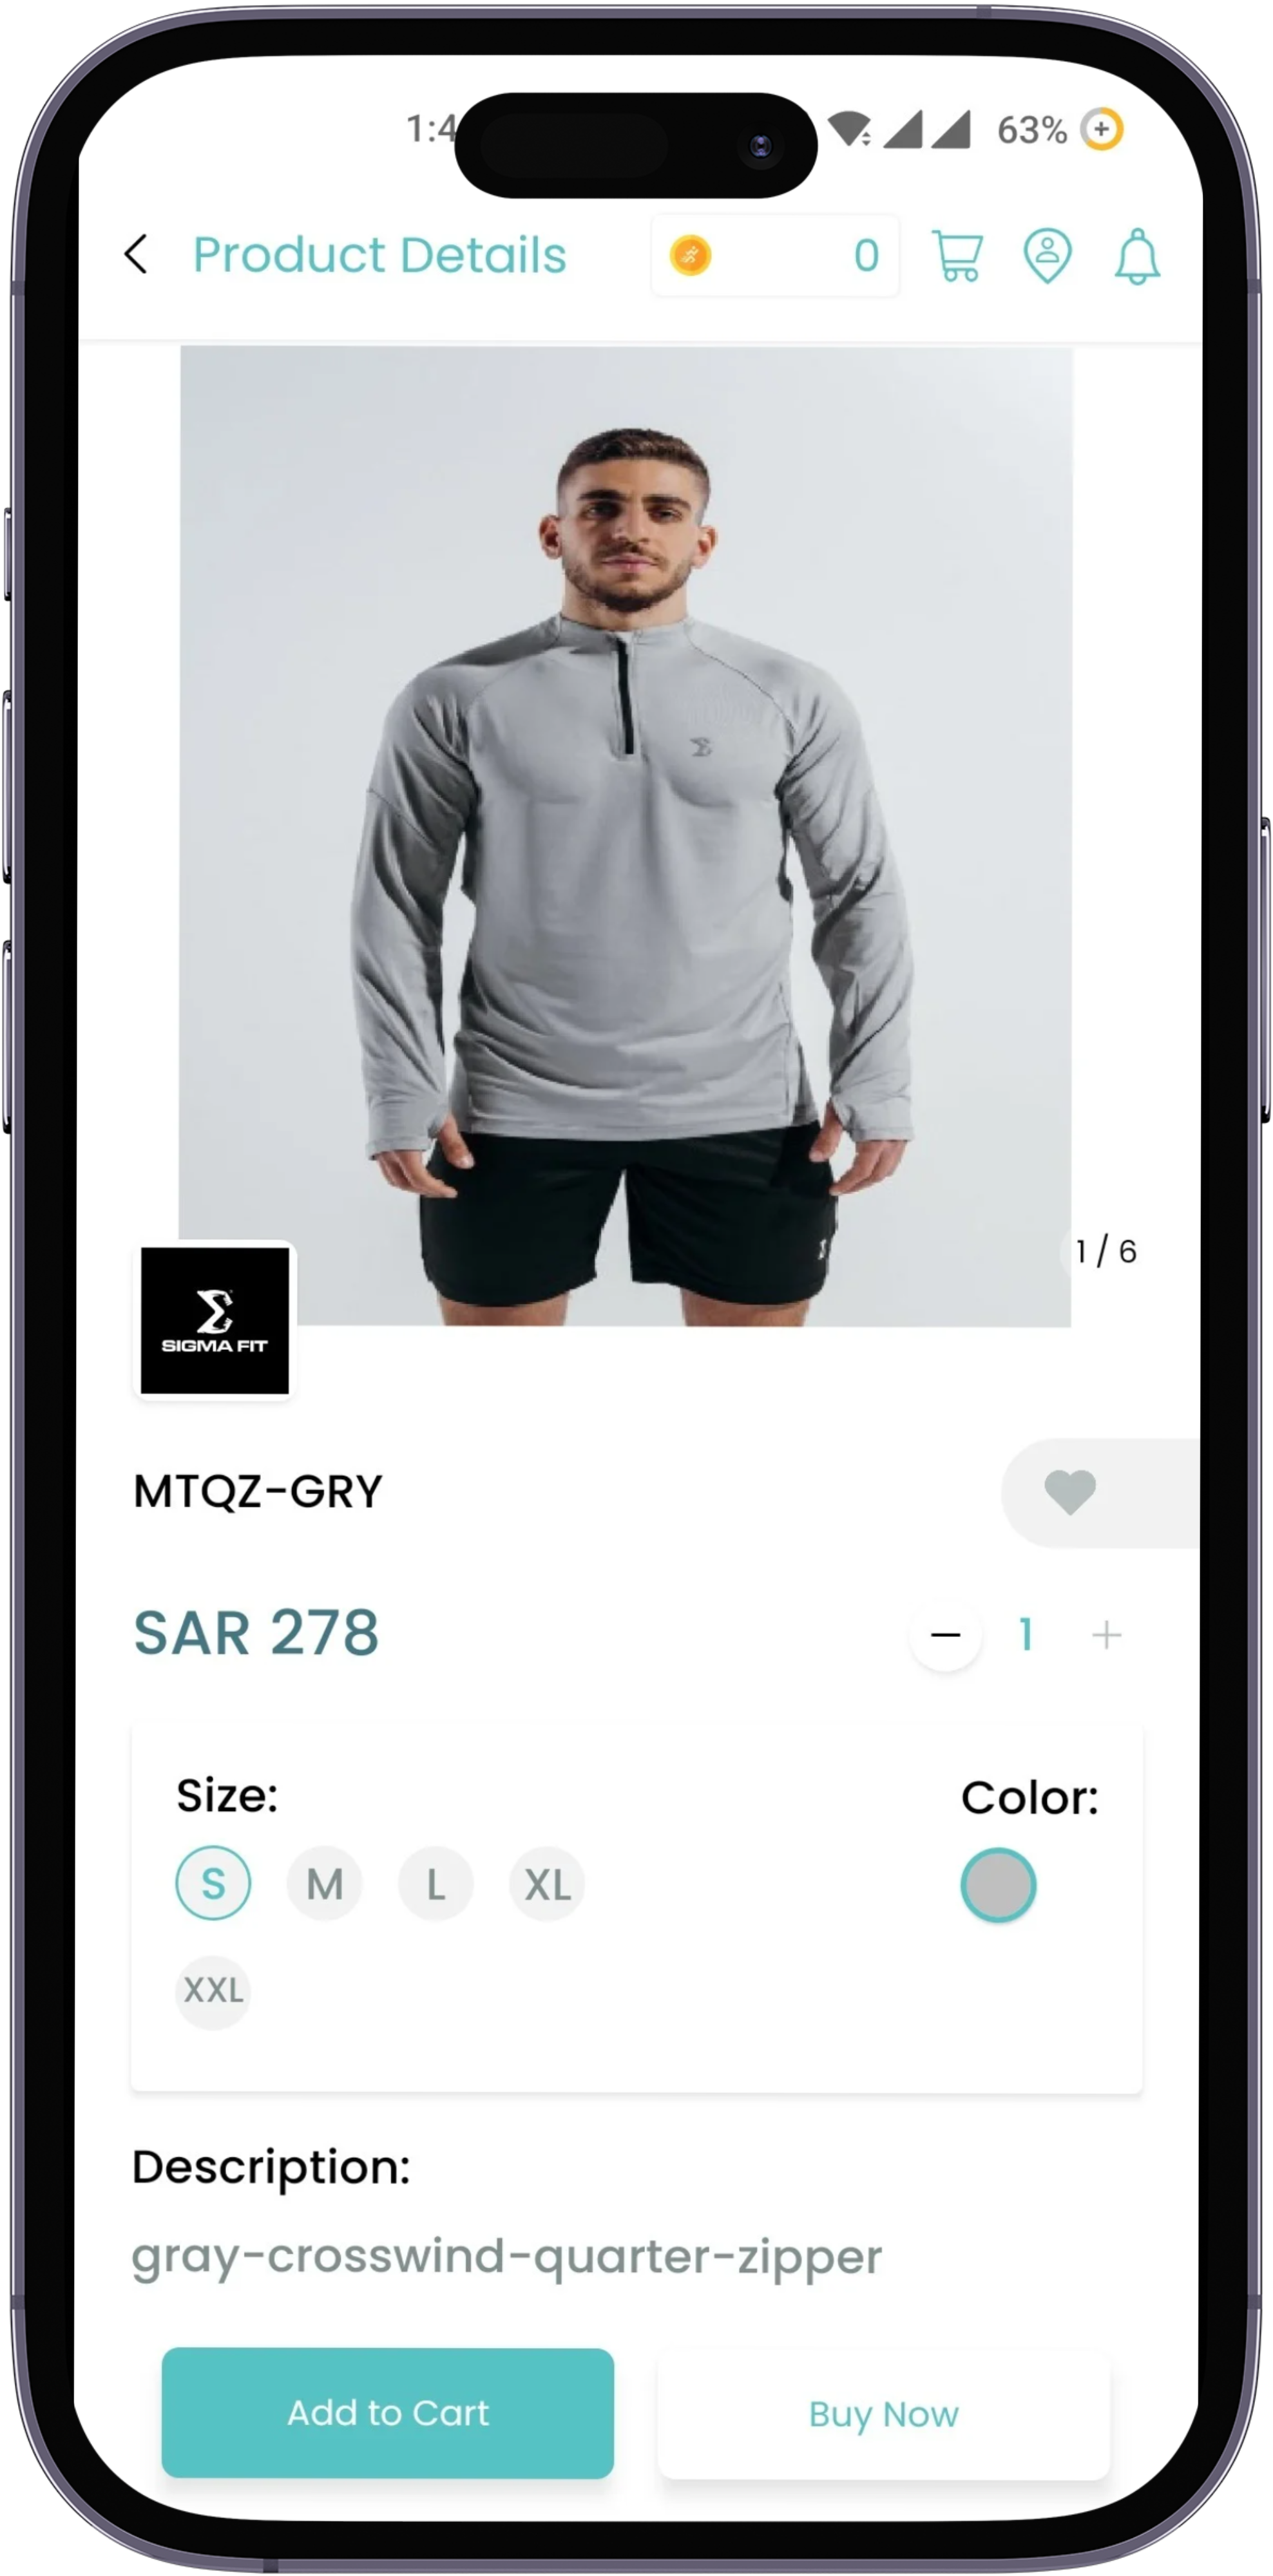 1:4
63%
Product Details
0
SIGMA FIT
1 / 6
MTQZ-GRY
SAR 278
1
Size:
Color:
S M L XL
XXL
Description:
gray-crosswind-quarter-zipper
Add to Cart
Buy Now